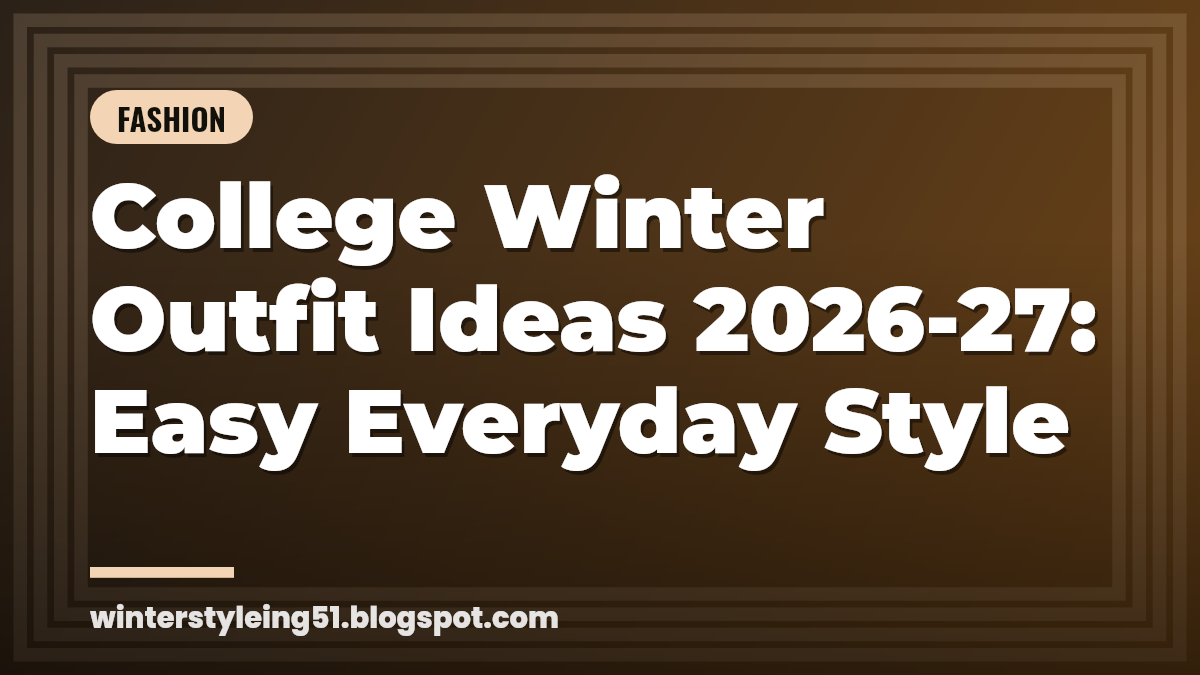 FASHION
College Winter
Outfit Ideas 2026-27:
Easy Everyday Style
winterstyleing51.blogspot.com